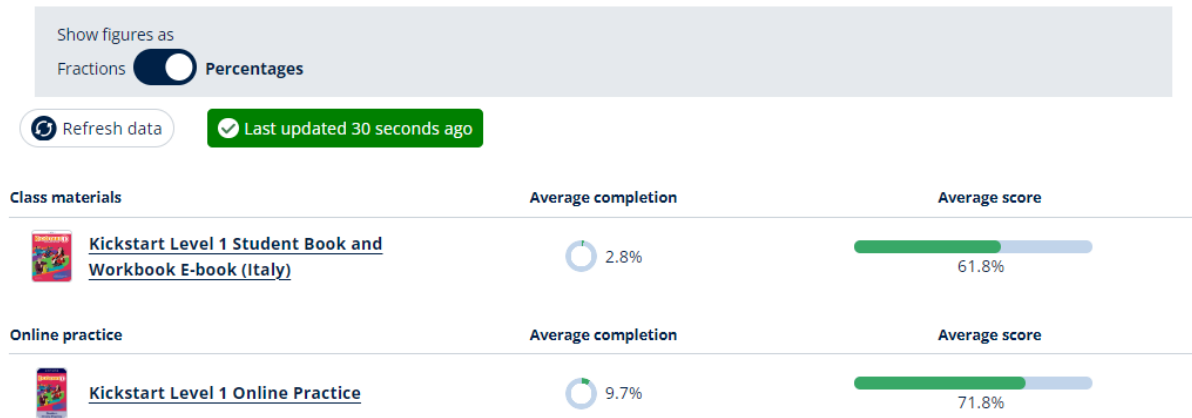 Show figures as
Fractions Percentages
Refresh data Last updated 30 seconds ago
Class materials Average completion Average score
Kickstart Level 1 Student Book and
Workbook E-book (Italy)
2.8%
61.8%
Online practice Average completion Average score
Kickstart Level 1 Online Practice 9.7%
71.8%